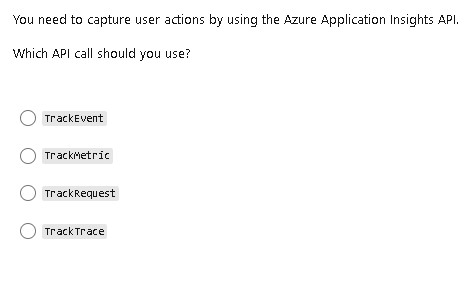 You need to capture user actions by using the Azure Application Insights API.
Which API call should you use?
TrackEvent
TrackMetric
TrackRequest
TrackTrace